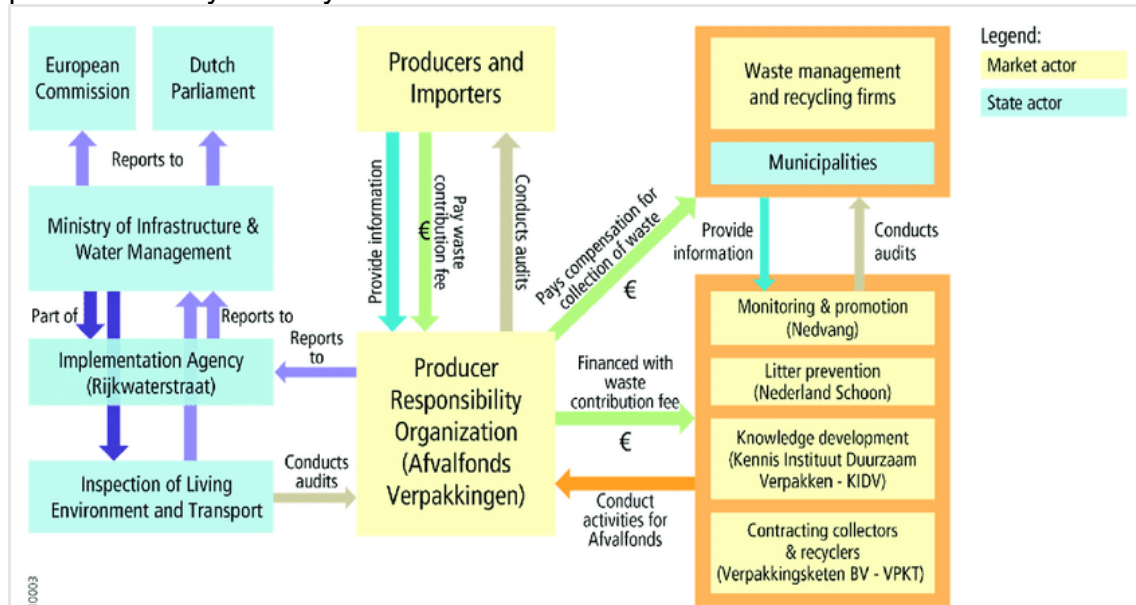 European
Commission
Dutch
Parliament
Reports to
Ministry of Infrastructure &
Water Management
Part of
Reports to
Implementation Agency
(Rijkwaterstraat)
Inspection of Living
Environment and Transport
Reports
to
Conducts
audits
Producers and
Importers
Provide information
Pay waste
contribution fee
€
Conducts audits
Producer
Responsibility
Organization
(Afvalfonds
Verpakkingen)
Pays compensation for
collection of waste
€
Financed with
waste
contribution fee
€
Conduct
activities for
Afvalfonds
Waste management
and recycling firms
Municipalities
Provide
information
Conducts
audits
Monitoring & promotion
(Nedvang)
Litter prevention
(Nederland Schoon)
Knowledge development
(Kennis Instituut Duurzaam
Verpakken - KIDV)
Contracting collectors
& recyclers
(Verpakkingsketen BV - VPKT)
Legend:
Market actor
State actor